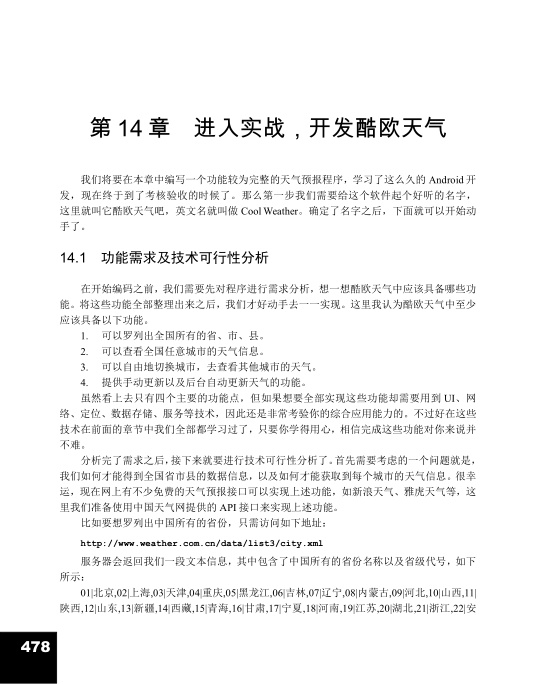 第 14 章 进入实战，开发酷欧天气
我们将要在本章中编写一个功能较为完整的天气预报程序，学习了这么久的 Android 开
发，现在终于到了考核验收的时候了。那么第一步我们需要给这个软件起个好听的名字，
这里就叫它酷欧天气吧，英文名就叫做 Cool Weather。确定了名字之后，下面就可以开始动
手了。
14.1 功能需求及技术可行性分析
在开始编码之前，我们需要先对程序进行需求分析，想一想酷欧天气中应该具备哪些功
能。将这些功能全部整理出来之后，我们才好动手去一一实现。这里我认为酷欧天气中至少
应该具备以下功能。
1. 可以罗列出全国所有的省、市、县。
2. 可以查看全国任意城市的天气信息。
3. 可以自由地切换城市，去查看其他城市的天气。
4. 提供手动更新以及后台自动更新天气的功能。
虽然看上去只有四个主要的功能点，但如果想要全部实现这些功能却需要用到 UI、网
络、定位、数据存储、服务等技术，因此还是非常考验你的综合应用能力的。不过好在这些
技术在前面的章节中我们全部都学习过了，只要你学得用心，相信完成这些功能对你来说并
不难。
分析完了需求之后，接下来就要进行技术可行性分析了。首先需要考虑的一个问题就是，
我们如何才能得到全国省市县的数据信息，以及如何才能获取到每个城市的天气信息。很幸
运，现在网上有不少免费的天气预报接口可以实现上述功能，如新浪天气、雅虎天气等，这
里我们准备使用中国天气网提供的 API 接口来实现上述功能。
比如要想罗列出中国所有的省份，只需访问如下地址：
http://www.weather.com.cn/data/list3/city.xml
服务器会返回我们一段文本信息，其中包含了中国所有的省份名称以及省级代号，如下
所示：
01|北京,02|上海,03|天津,04|重庆,05|黑龙江,06|吉林,07|辽宁,08|内蒙古,09|河北,10|山西,11|
陕西,12|山东,13|新疆,14|西藏,15|青海,16|甘肃,17|宁夏,18|河南,19|江苏,20|湖北,21|浙江,22|安
478